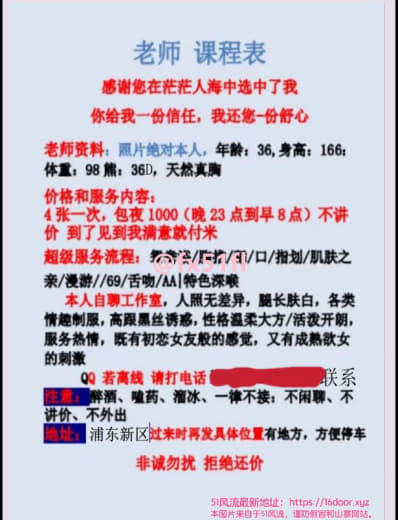 老师 课程表
感谢您在茫茫人海中选中了我
你给我一份信任，我还您-份舒心
老师资料：照片绝对本人，年龄：36,身高：166:
体重：98 熊：36D，天然真胸
价格和服务内容：
4 张一次，包夜 1000（晚 23 点到早 8 点）不讲
价 到了见到我满意就付米
超级服务流程： /口/指划/肌肤之
亲/漫游//69/舌吻/AA|特色深喉
本人自聊工作室，人照无差异，腿长肤白，各类
情趣制服，高跟黑丝诱惑，性格温柔大方/活泼开朗，
服务热情，既有初恋女友般的感觉，又有成熟欲女
的刺激
QQ 若离线 请打电话 联系
注意：醉酒、嗑药、溜冰、一律不接：不闲聊、不
讲价、不外出
地址： 浦东新区过来时再发具体位置有地方，方便停车
非诚勿扰 拒绝还价
51风流最新地址：https://16door.xyz
本图片来自于51风流，谨防假冒和山寨网站。